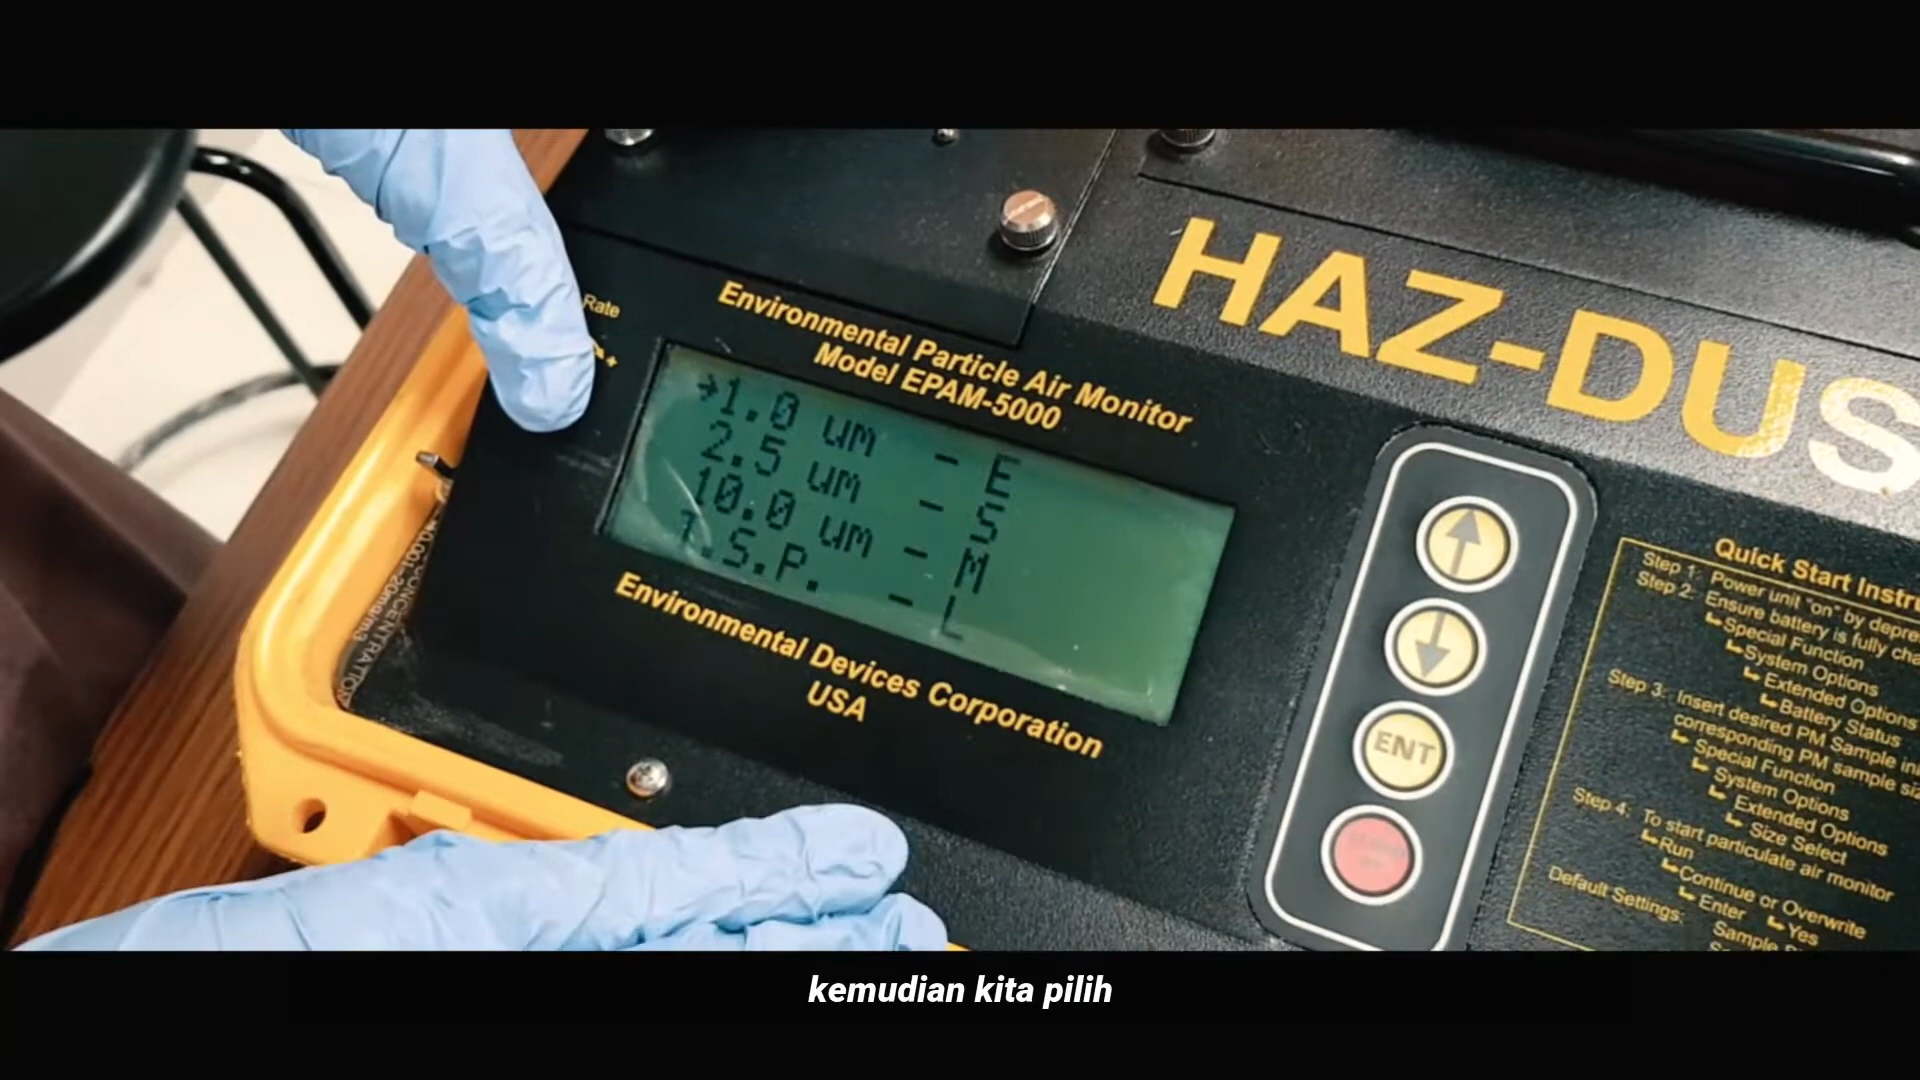 HAZ-DUS
Rate
Environmental Particle Air Monitor
Model EPAM-5000
→1.0 um - E
2.5 um - S
10.0 um - M
T.S.P. - L
Environmental Devices Corporation
USA
ENT
Quick Start Instru
Step 1: Power unit "on" by depre
Step 2: Ensure battery is fully cha
Special Function
System Options
Extended Options
Battery Status
Step 3: Insert desired PM Sample inl
corresponding PM sample siz
Special Function
System Options
Extended Options
Size Select
Step 4: To start particulate air monitor
Run
Continue or Overwrite
Enter Yes
Default Settings:
kemudian kita pilih